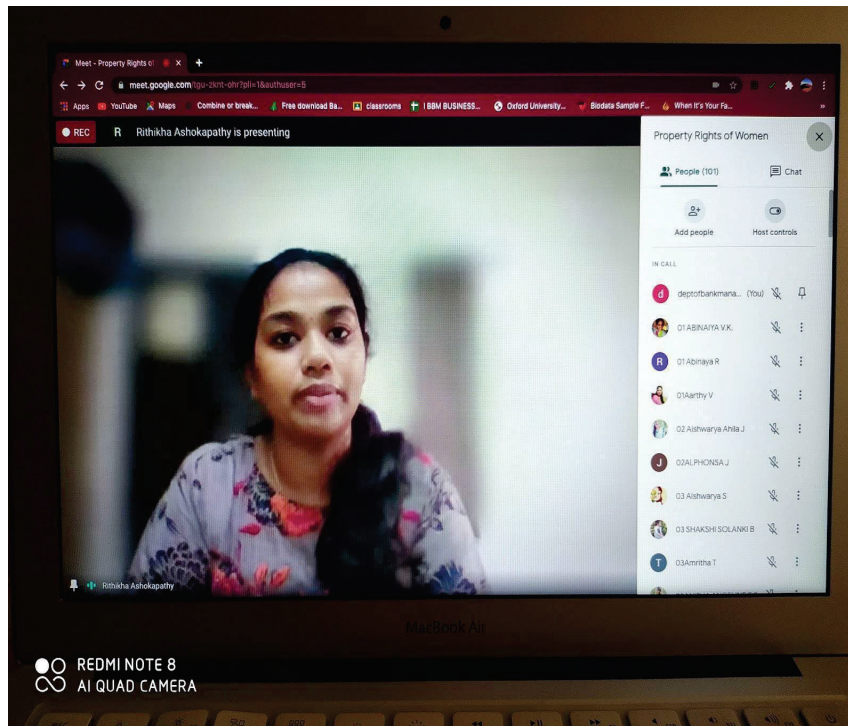 Meet - Property Rights of
meet.google.com/tgu-zknt-ohr?pli=1&authuser=5
Apps YouTube Maps Combine or break... Free download Ba... classrooms I BBM BUSINESS... Oxford University... Biodata Sample F... When It's Your Fa... »
REC R Rithikha Ashokapathy is presenting
Property Rights of Women
People (101) Chat
Add people Host controls
IN CALL
d deptofbankmana... (You)
01 ABINAIYA V.K.
R 01 Abinaya R
01Aarthy V
02 Aishwarya Ahila J
J 02ALPHONSA.J
03 Aishwarya S
03 SHAKSHI SOLANKI B
T 03Amritha T
Rithikha Ashokapathy
MacBook Air
REDMI NOTE 8
AI QUAD CAMERA